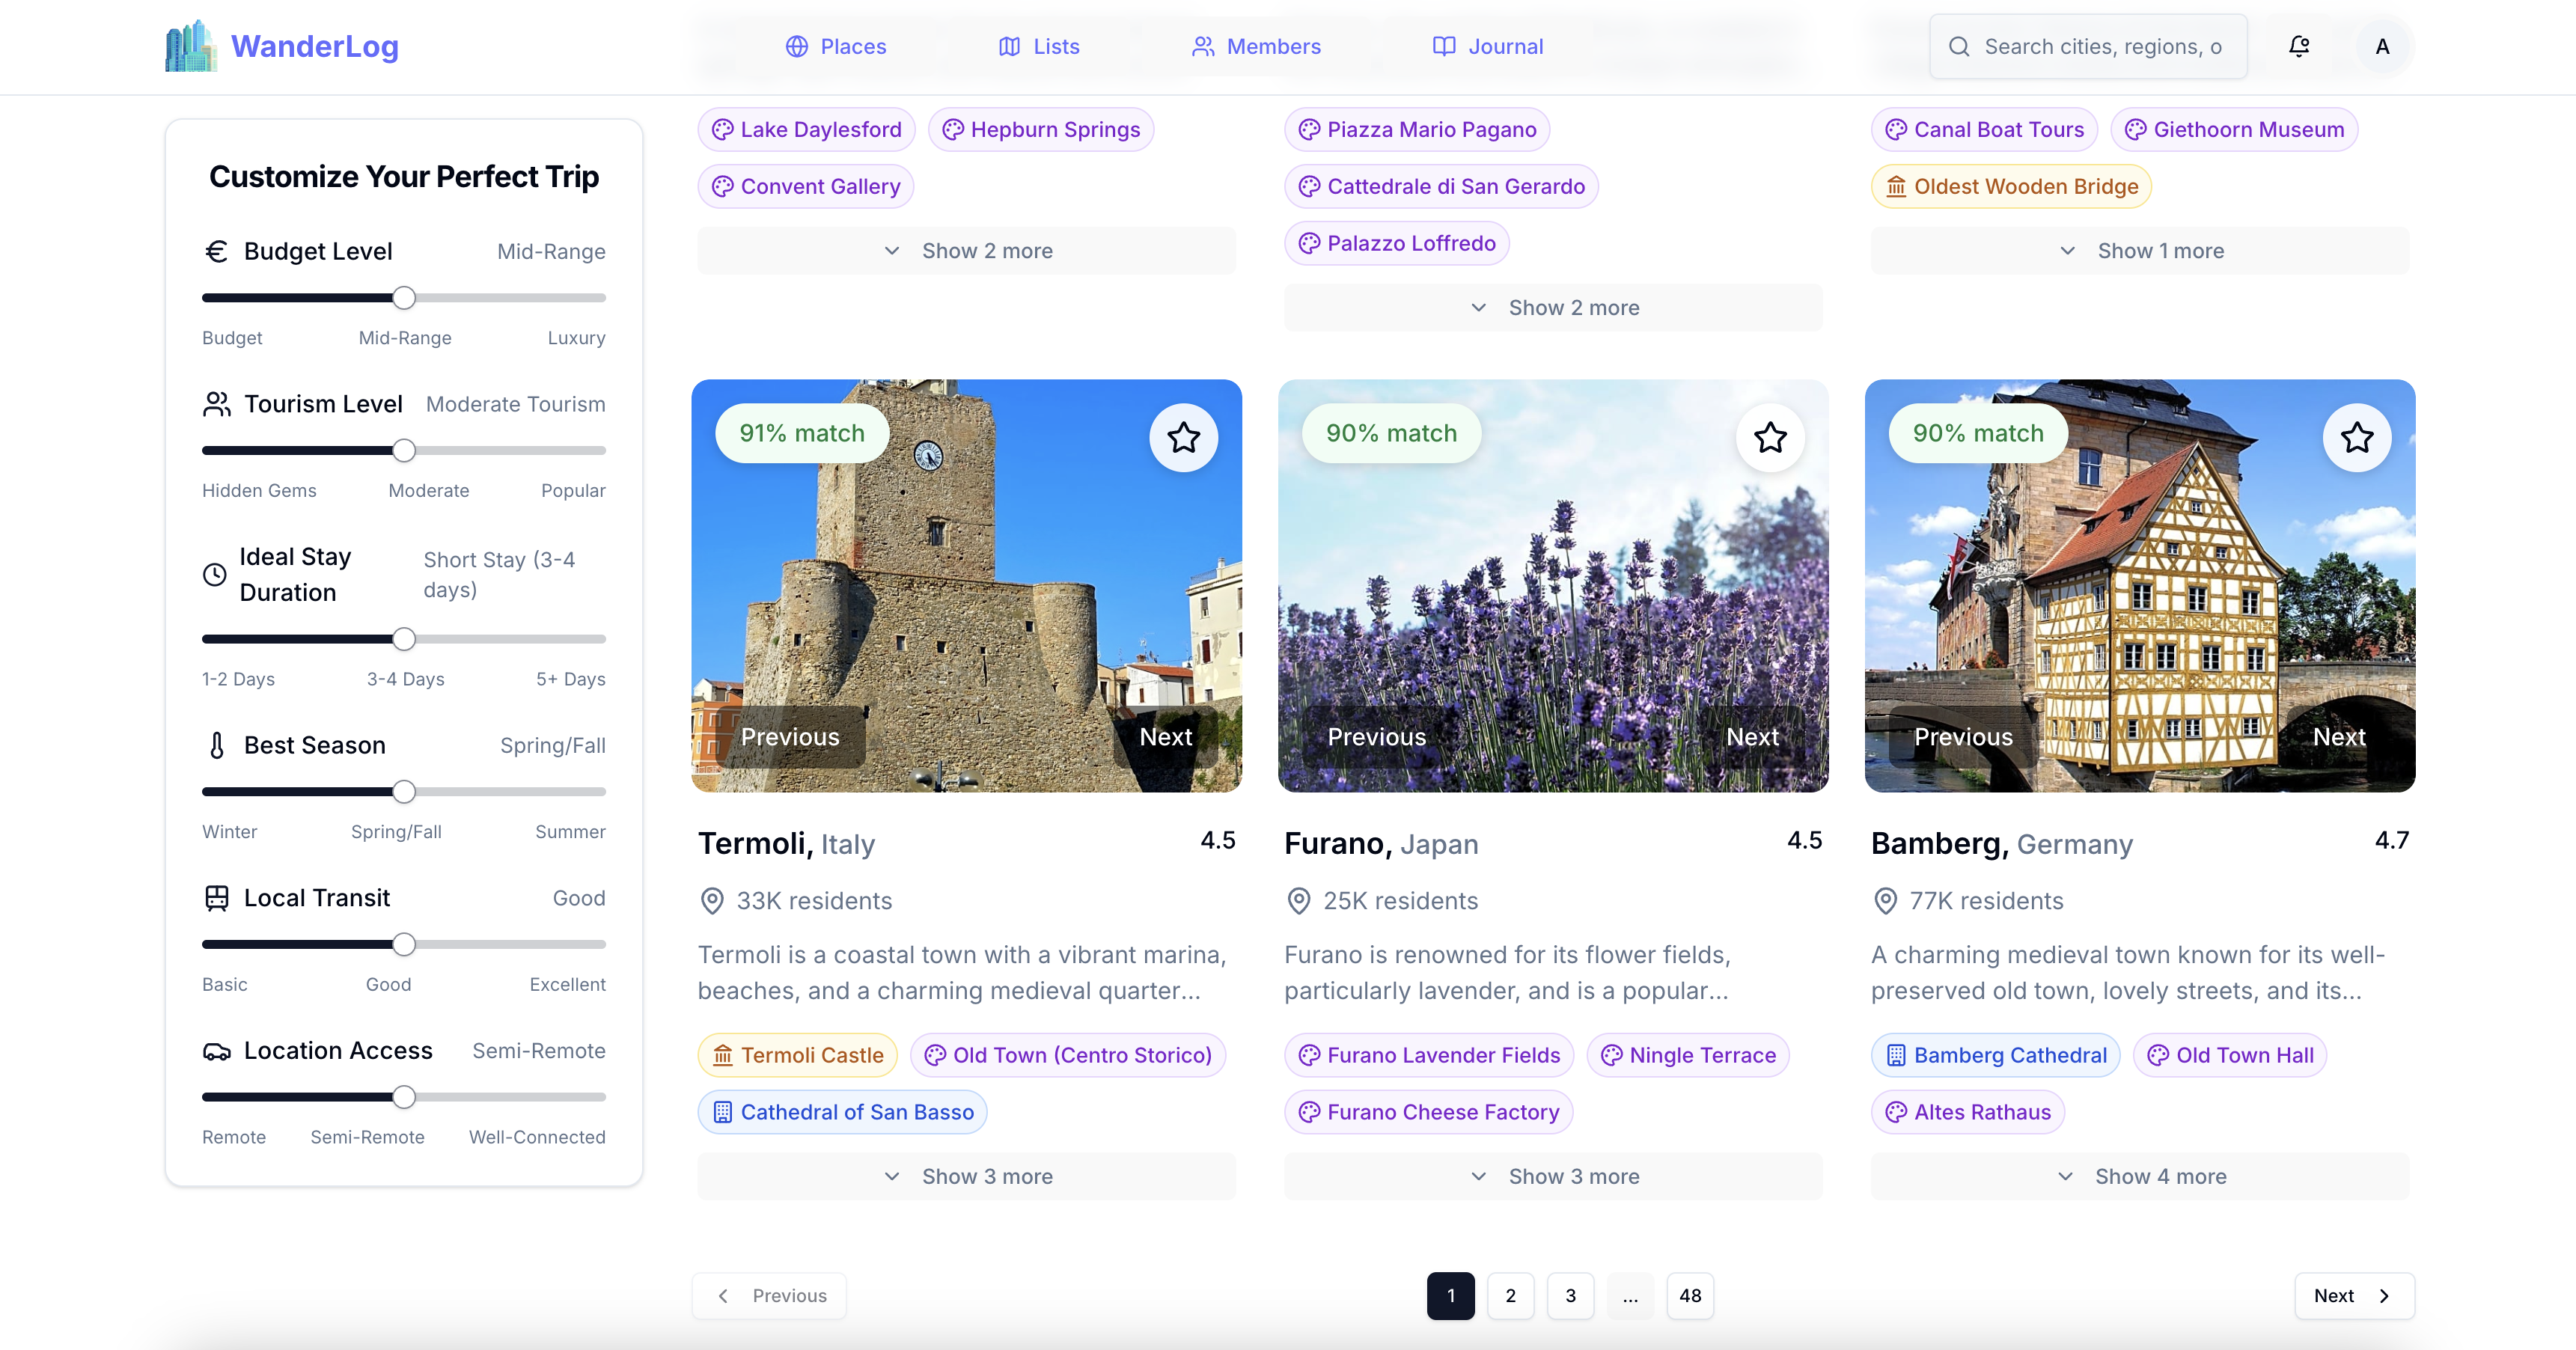 WanderLog
Places
Lists
Members
Journal
Search cities, regions, o
A
Customize Your Perfect Trip
Budget Level
Mid-Range
Budget
Mid-Range
Luxury
Tourism Level
Moderate Tourism
Hidden Gems
Moderate
Popular
Ideal Stay
Duration
Short Stay (3-4
days)
1-2 Days
3-4 Days
5+ Days
Best Season
Spring/Fall
Winter
Spring/Fall
Summer
Local Transit
Good
Basic
Good
Excellent
Location Access
Semi-Remote
Remote
Semi-Remote
Well-Connected
Lake Daylesford
Hepburn Springs
Convent Gallery
Show 2 more
Piazza Mario Pagano
Cattedrale di San Gerardo
Palazzo Loffredo
Show 2 more
Canal Boat Tours
Giethoorn Museum
Oldest Wooden Bridge
Show 1 more
91% match
Previous
Next
Termoli, Italy
4.5
33K residents
Termoli is a coastal town with a vibrant marina,
beaches, and a charming medieval quarter...
Termoli Castle
Old Town (Centro Storico)
Cathedral of San Basso
Show 3 more
90% match
Previous
Next
Furano, Japan
4.5
25K residents
Furano is renowned for its flower fields,
particularly lavender, and is a popular...
Furano Lavender Fields
Ningle Terrace
Furano Cheese Factory
Show 3 more
90% match
Previous
Next
Bamberg, Germany
4.7
77K residents
A charming medieval town known for its well-
preserved old town, lovely streets, and its...
Bamberg Cathedral
Old Town Hall
Altes Rathaus
Show 4 more
Previous
1
2
3
...
48
Next